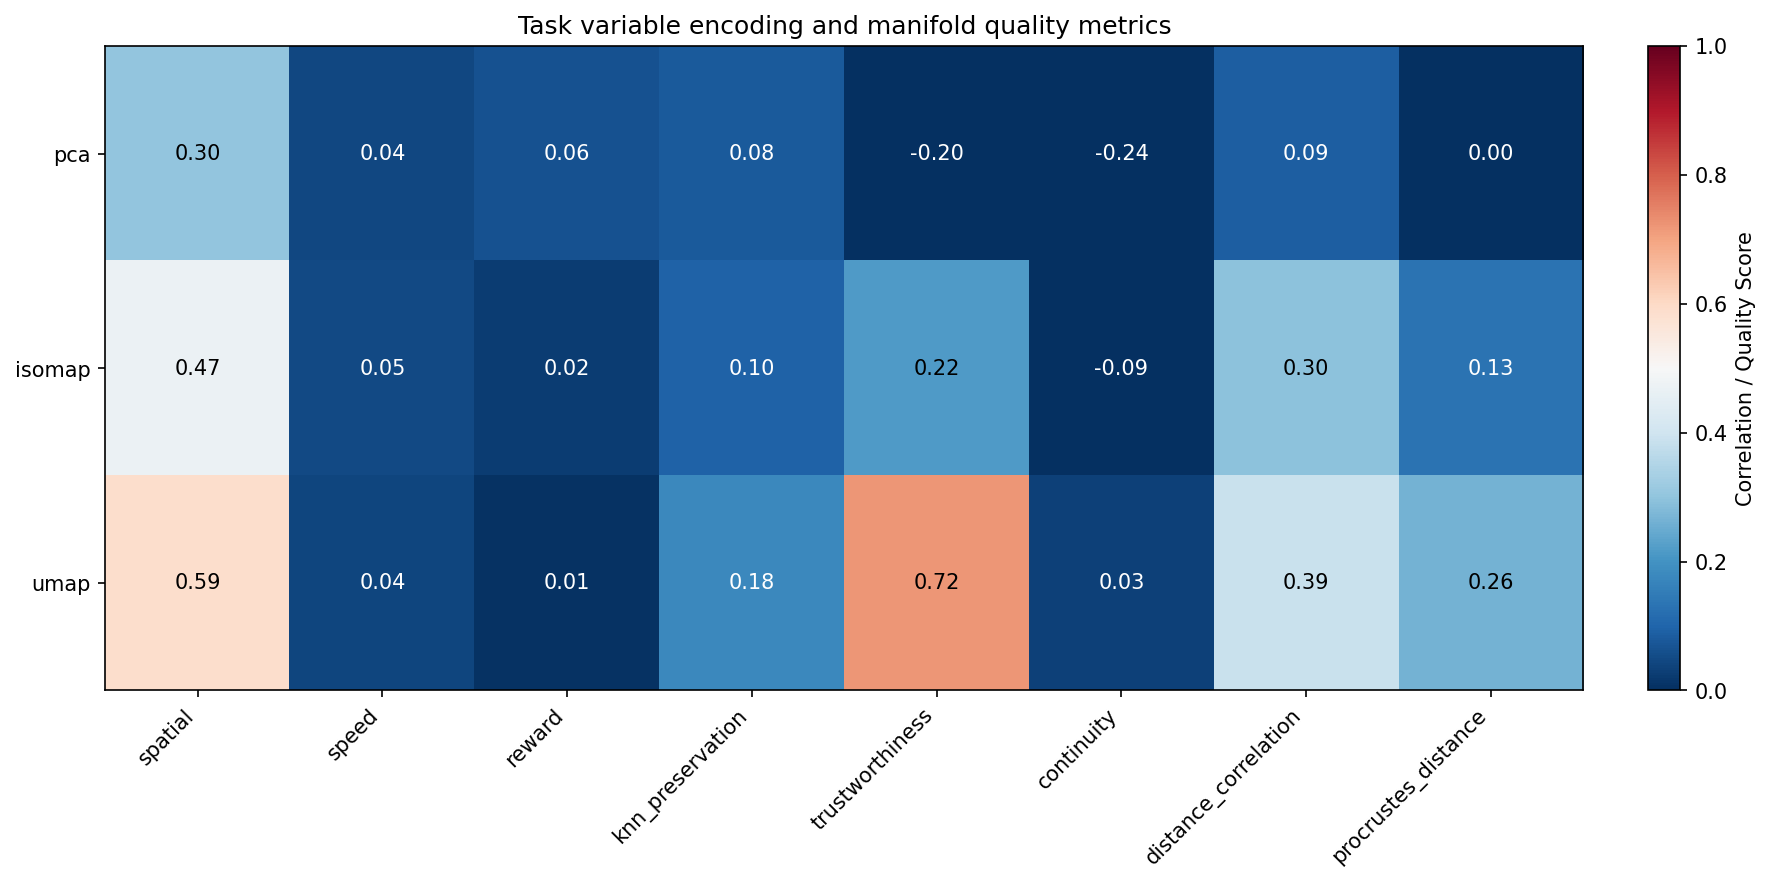 Task variable encoding and manifold quality metrics
pca
0.30 0.04 0.06 0.08 -0.20 -0.24 0.09 0.00
isomap
0.47 0.05 0.02 0.10 0.22 -0.09 0.30 0.13
umap
0.59 0.04 0.01 0.18 0.72 0.03 0.39 0.26
spatial
speed
reward
knn_preservation
trustworthiness
continuity
distance_correlation
procrustes_distance
1.0
0.8
0.6
0.4
0.2
0.0
Correlation / Quality Score